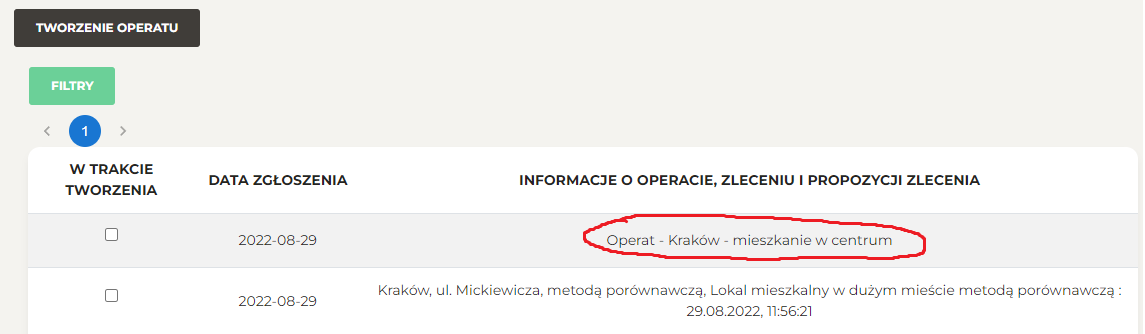 TWORZENIE OPERATU
FILTRY
1
W TRAKCIE
TWORZENIA
DATA ZGŁOSZENIA
INFORMACJE O OPERACIE, ZLECENIU I PROPOZYCJI ZLECENIA
2022-08-29
Operat - Kraków - mieszkanie w centrum
2022-08-29
Kraków, ul. Mickiewicza, metodą porównawczą, Lokal mieszkalny w dużym mieście metodą porównawczą :
29.08.2022, 11:56:21